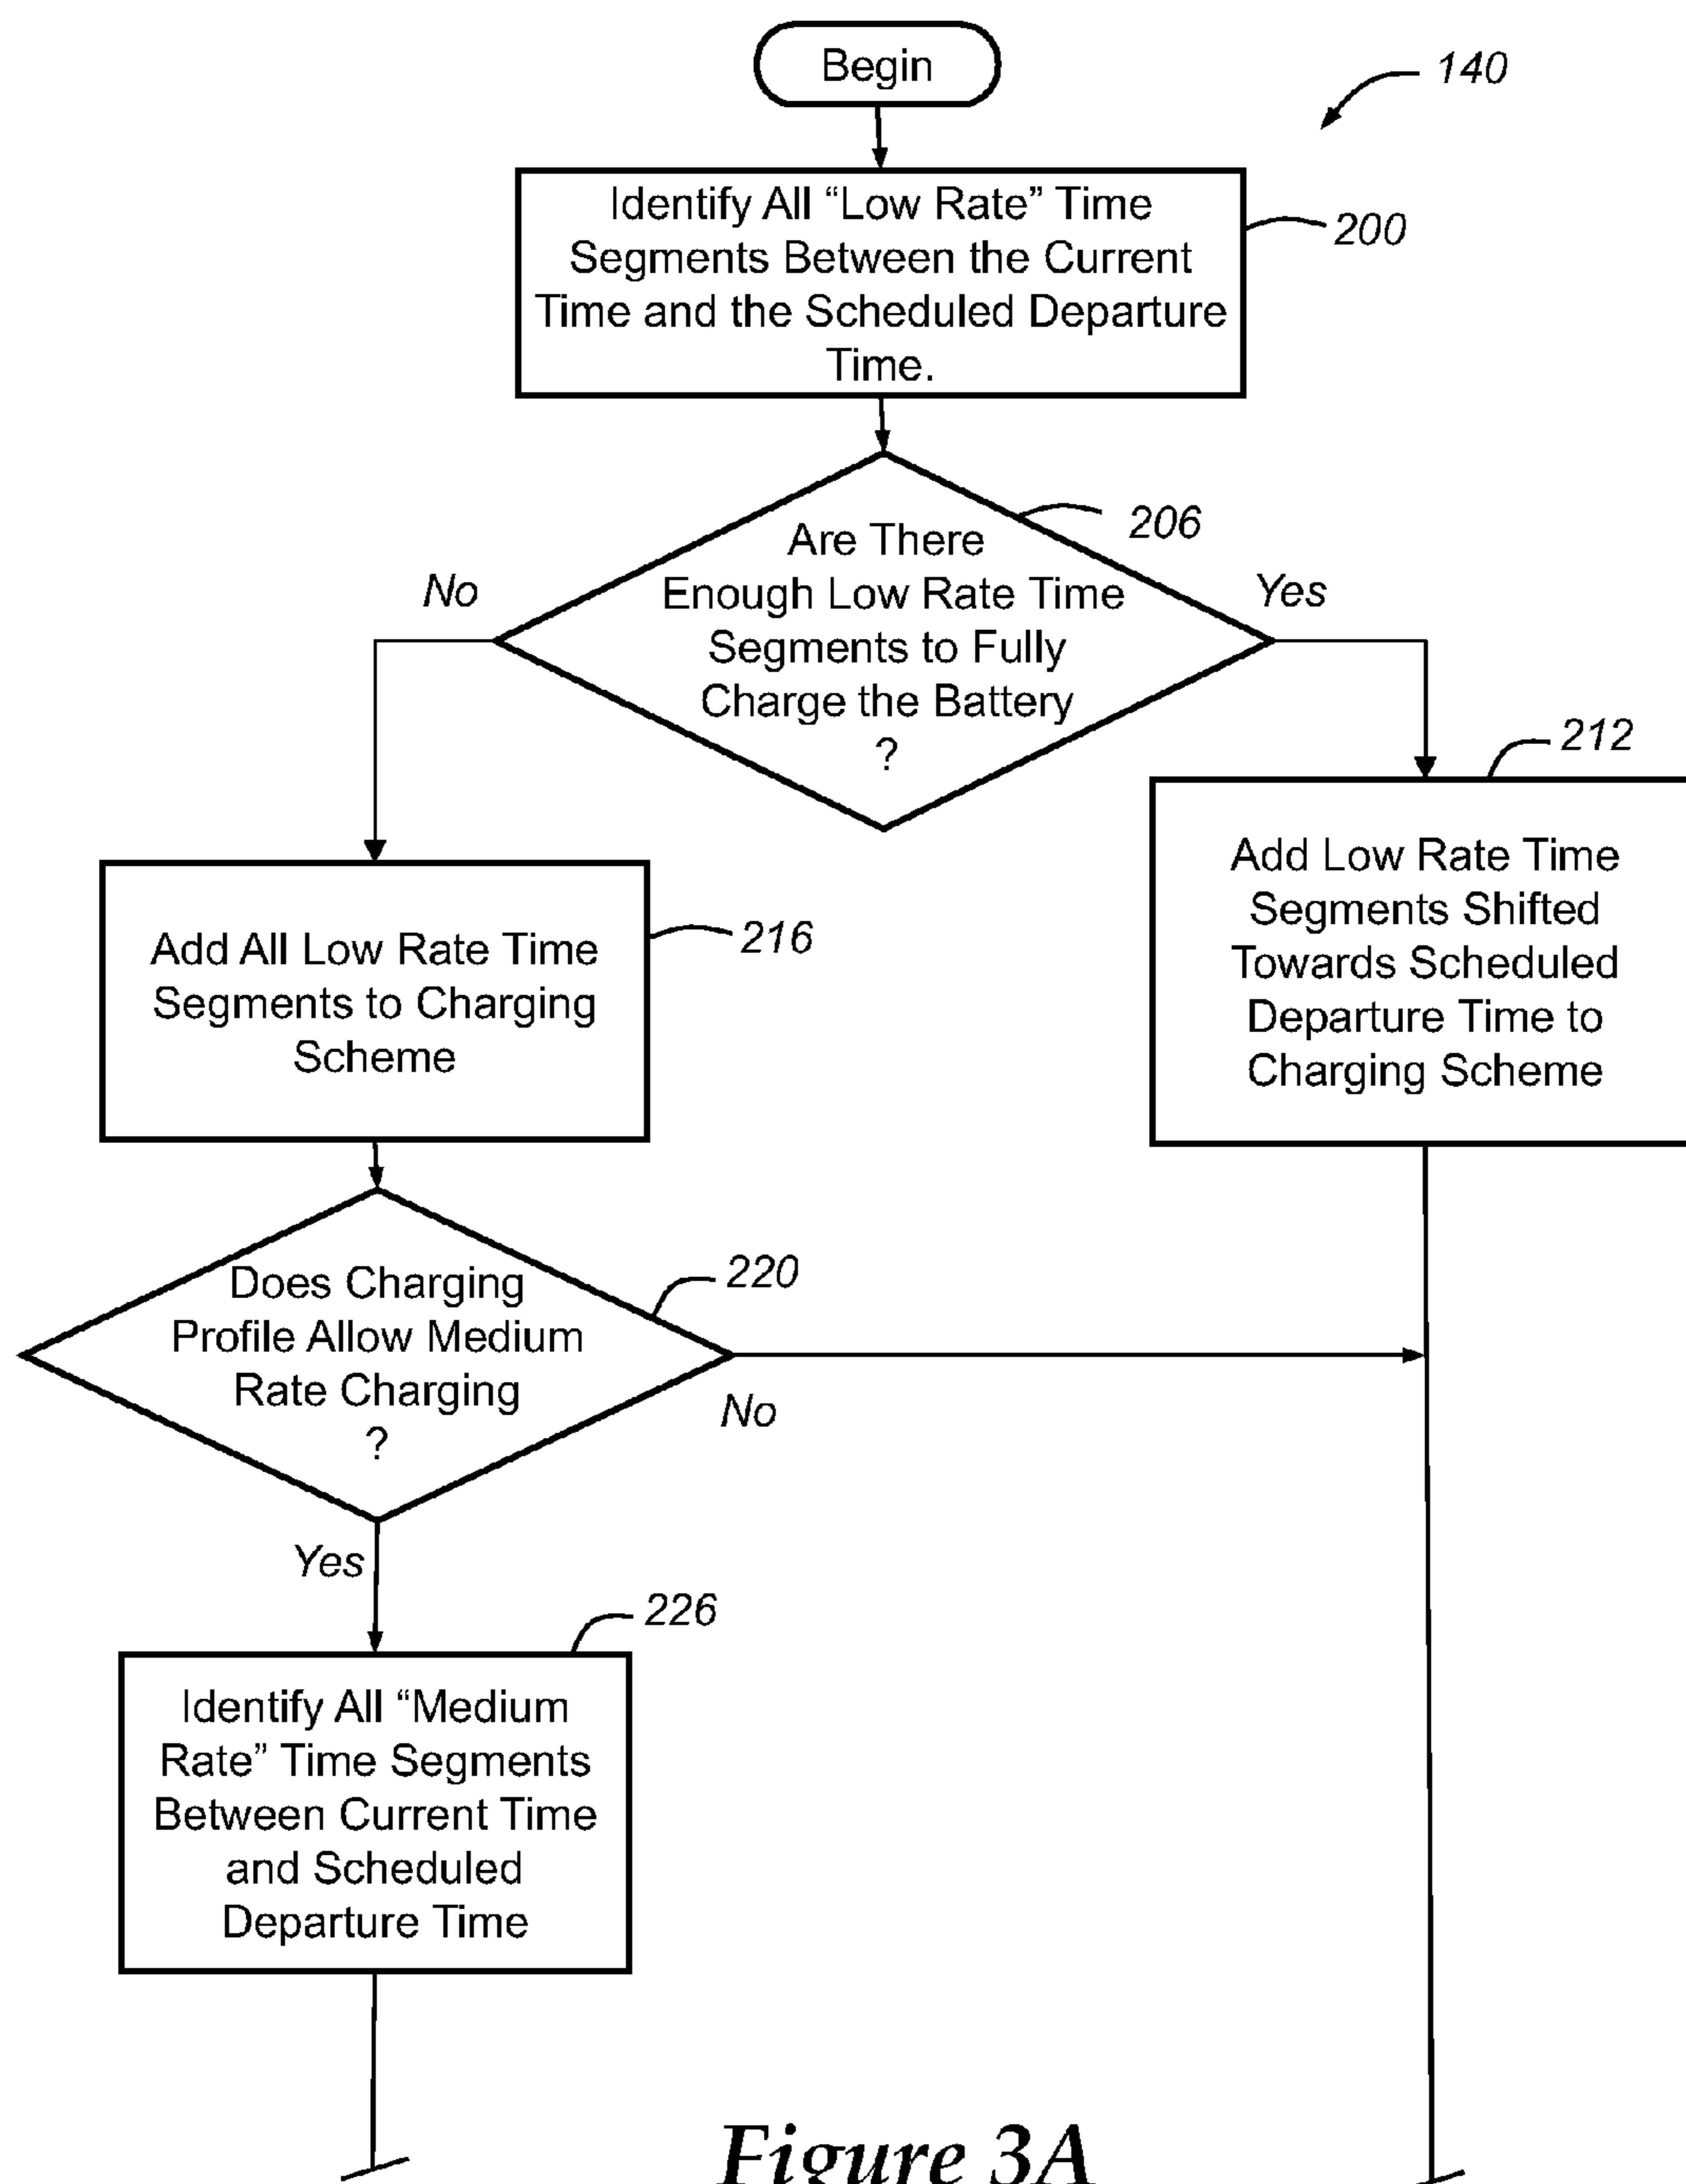 Begin
140
Identify All “Low Rate” Time
Segments Between the Current
Time and the Scheduled Departure
Time.
200
206
Are There
Enough Low Rate Time
Segments to Fully
Charge the Battery
?
No
Yes
212
Add Low Rate Time
Segments Shifted
Towards Scheduled
Departure Time to
Charging Scheme
216
Add All Low Rate Time
Segments to Charging
Scheme
220
Does Charging
Profile Allow Medium
Rate Charging
?
No
Yes
226
Identify All “Medium
Rate” Time Segments
Between Current Time
and Scheduled
Departure Time
Figure 3A